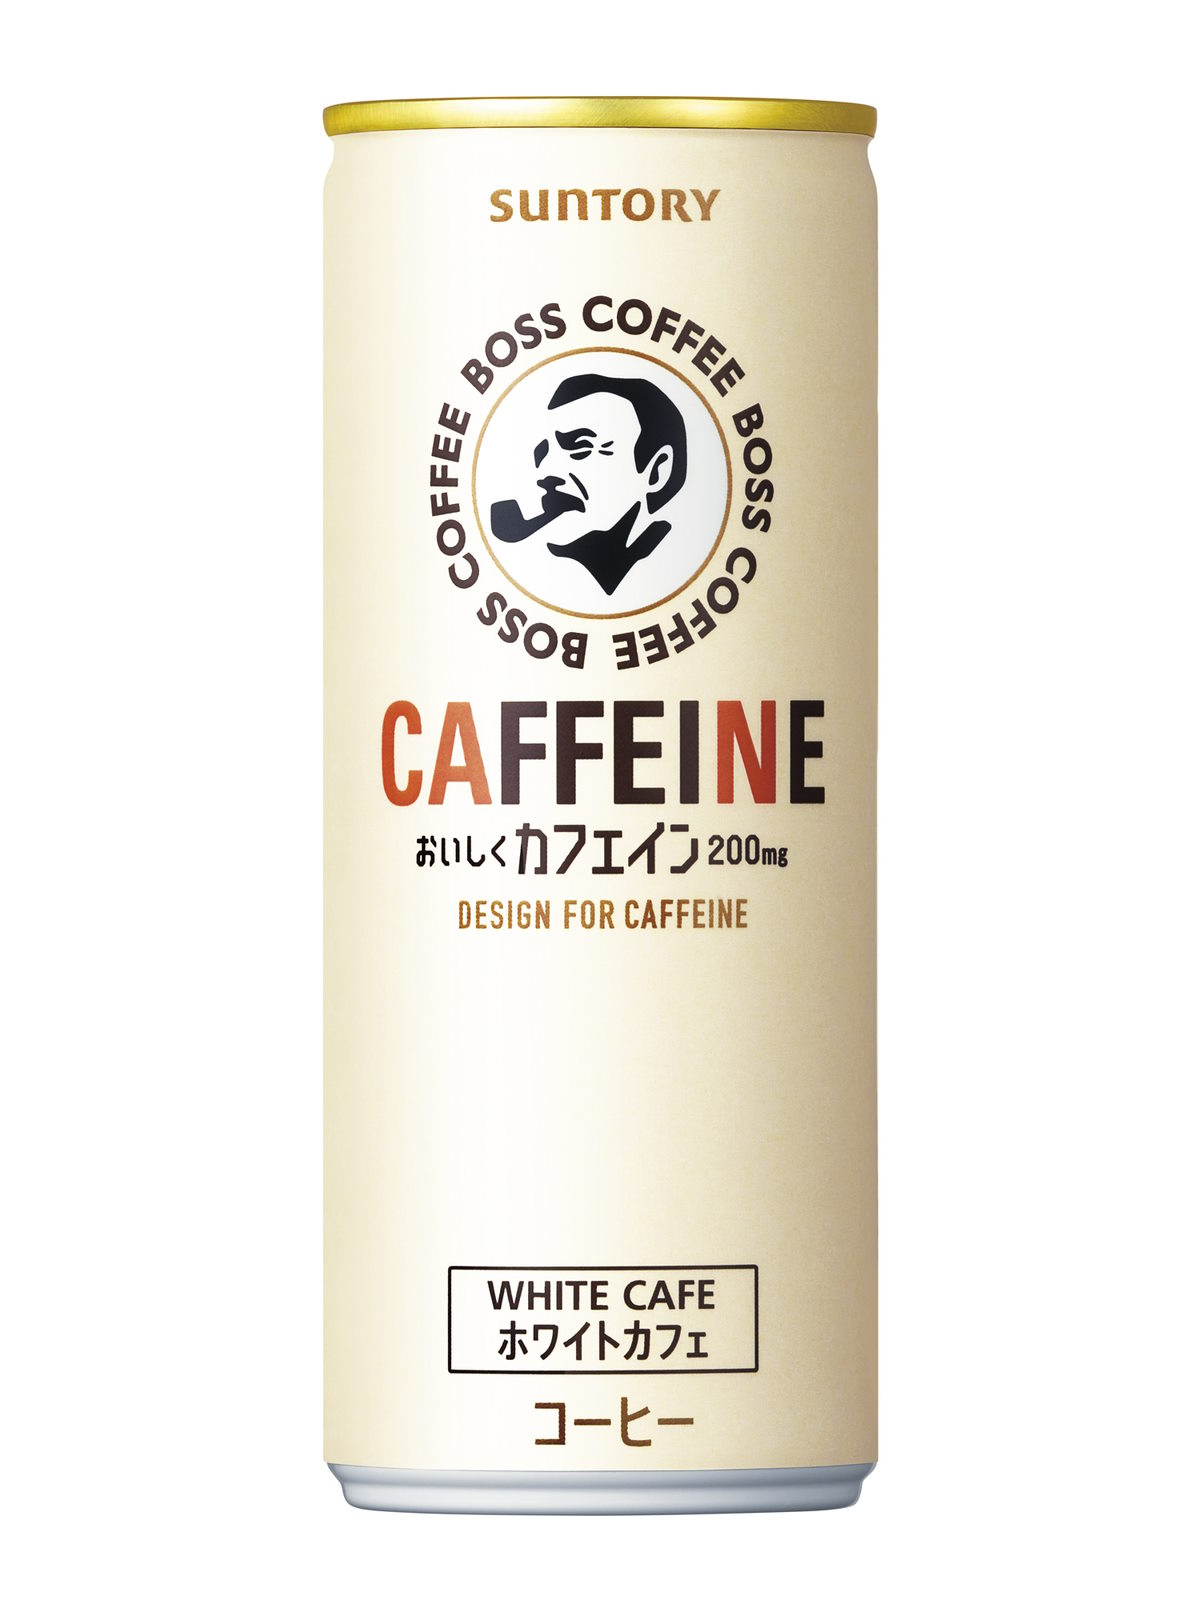 SUNTORY
BOSS COFFEE BOSS COFFEE BOSS COFFEE BOSS COFFEE
CAFFEINE
おいしくカフェイン200mg
DESIGN FOR CAFFEINE
WHITE CAFE
ホワイトカフェ
コーヒー